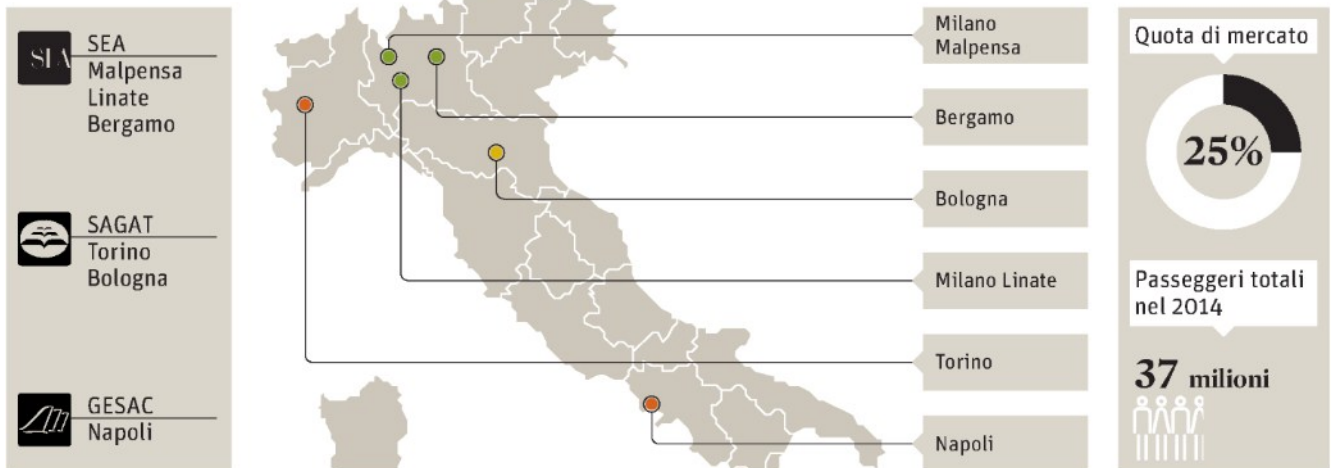 SEA
SEA
Malpensa
Linate
Bergamo
SAGAT
Torino
Bologna
GESAC
Napoli
Milano
Malpensa
Bergamo
Bologna
Milano Linate
Torino
Napoli
Quota di mercato
25%
Passeggeri totali
nel 2014
37 milioni